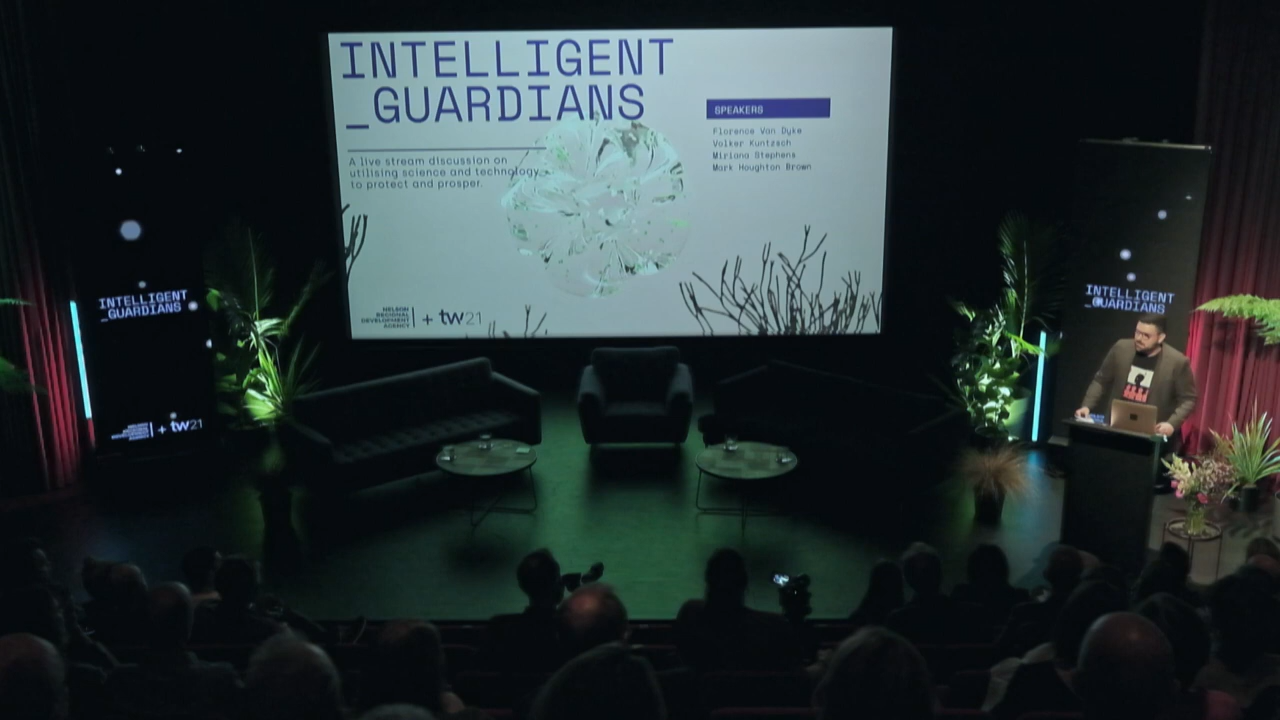 INTELLIGENT
_GUARDIANS
A live stream discussion on
utilising science and technology
to protect and prosper.
SPEAKERS
Florence Van Dyke
Volker Kuntzsch
Miriana Stephens
Mark Houghton Brown
NELSON
REGIONAL
DEVELOPMENT
AGENCY
+ tw21
INTELLIGENT
_GUARDIANS
+ tw21
INTELLIGENT
_GUARDIANS